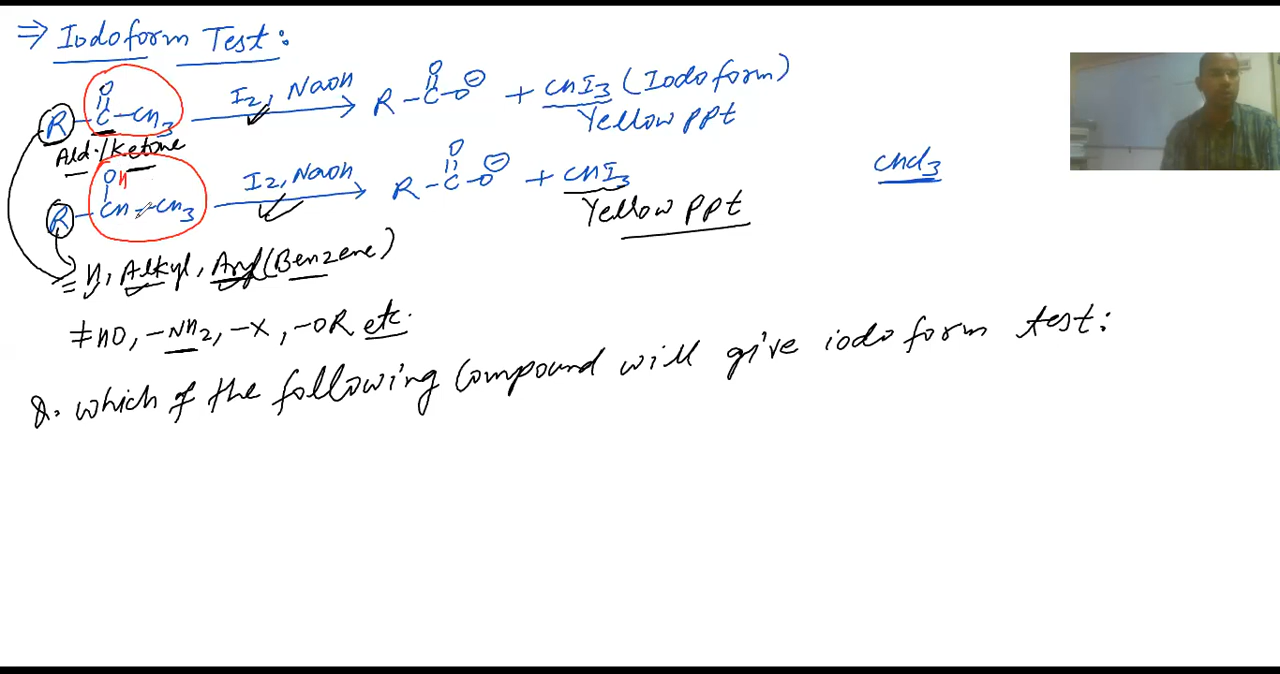 ⇒ Iodoform Test:
O
||
R-C-CH3 I2, NaOH → R-C-O⊖ + CHI3 (Iodoform)
Yellow PPt
Ald./Ketone
CHCl3
OH
|
R-CH-CH3 I2, NaOH → R-C-O⊖ + CHI3
Yellow PPt
= H, Alkyl, Aryl (Benzene)
≠ HO, -NH2, -X, -OR etc.
Q. which of the following compound will give iodoform test: